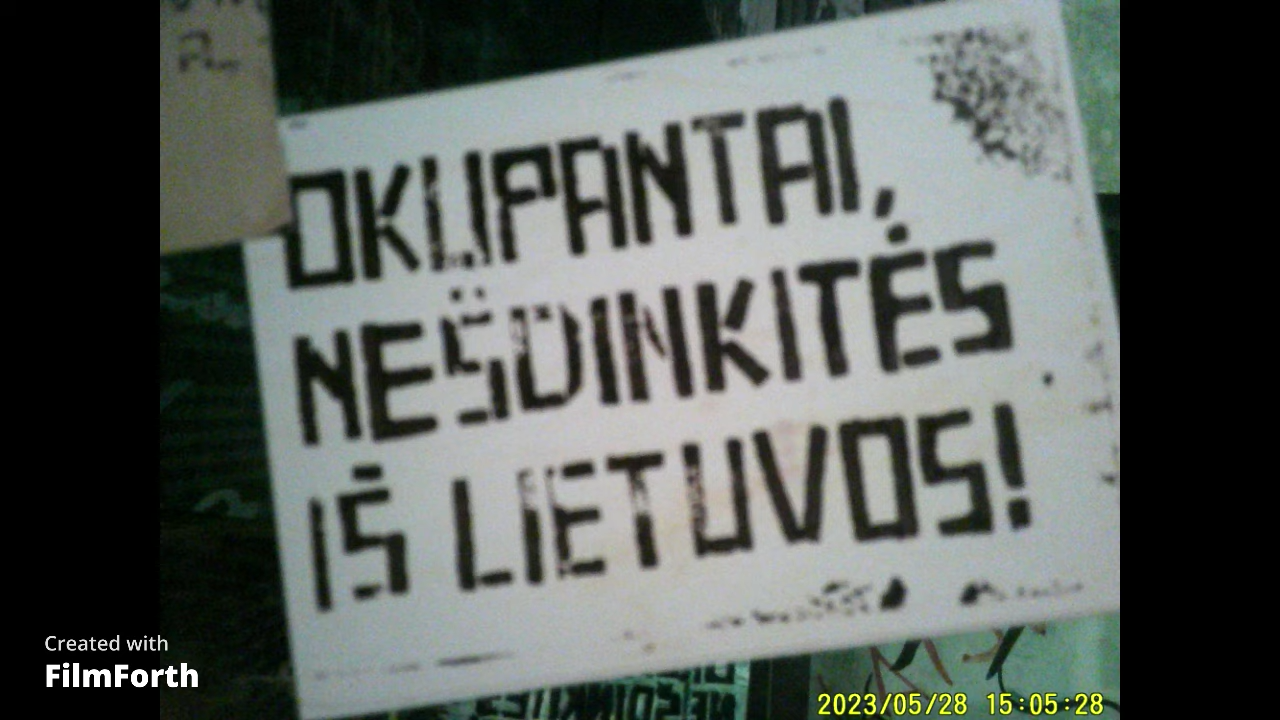 OKUPANTAI,
NEŠDINKITĖS
IŠ LIETUVOS!
Created with
FilmForth
2023/05/28 15:05:28